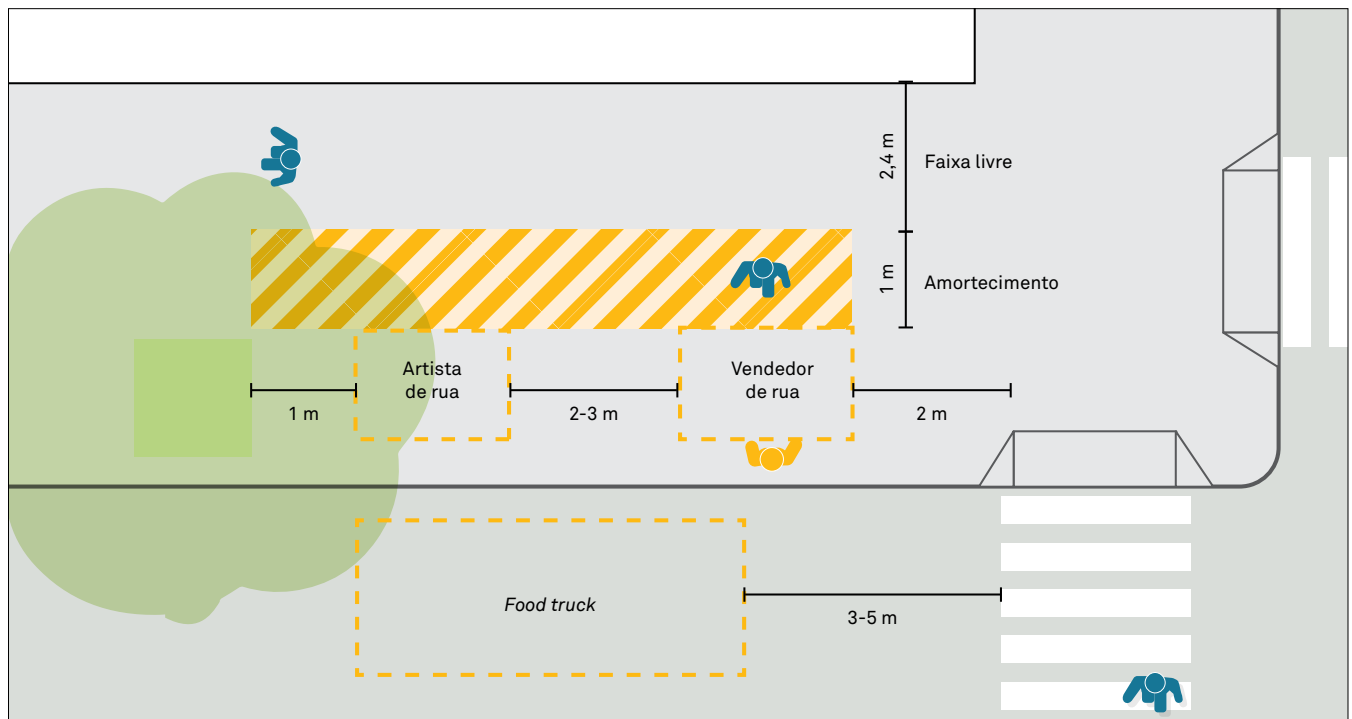 2,4 m
Faixa livre
1 m
Amortecimento
Artista
de rua
Vendedor
de rua
1 m
2-3 m
2 m
Food truck
3-5 m